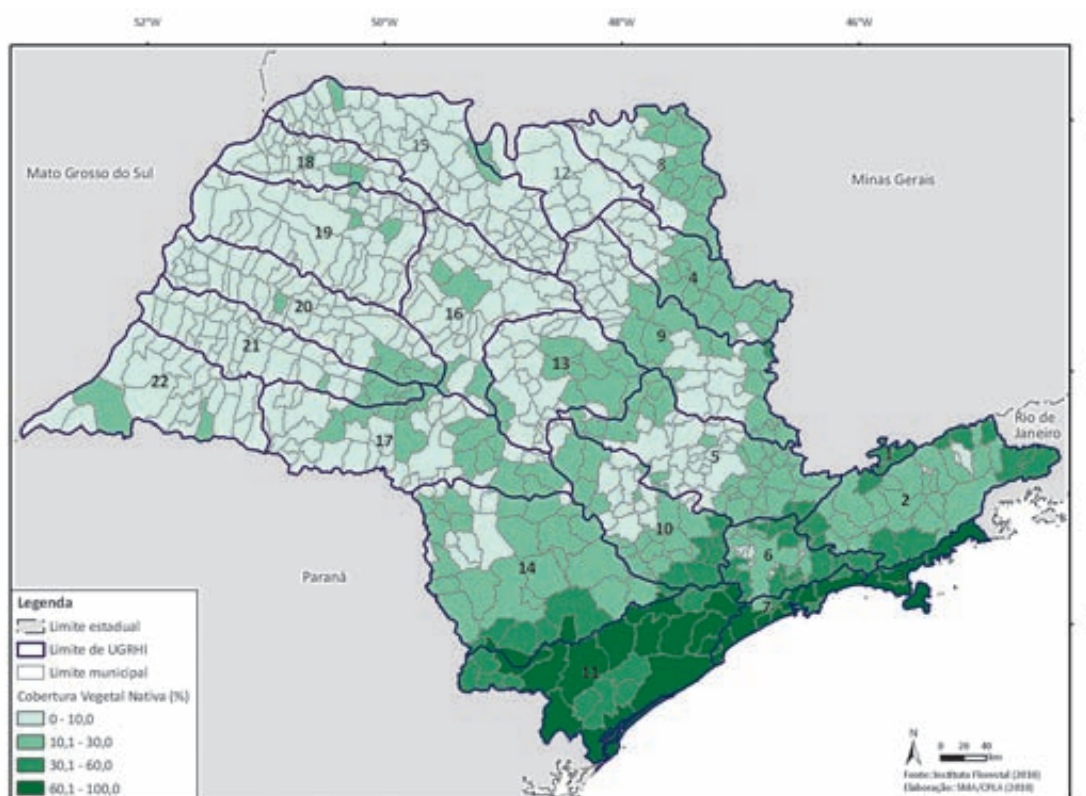 52°W 50°W 48°W 46°W
Mato Grosso do Sul
Minas Gerais
Rio de
Janeiro
Paraná
15
18
12
8
19
4
20
16
9
21
13
22
17
5
1
2
10
6
14
7
11
Legenda
Limite estadual
Limite de UGRHI
Limite municipal
Cobertura Vegetal Nativa (%)
0 - 10,0
10,1 - 30,0
30,1 - 60,0
60,1 - 100,0
N
0 20 40
km
Fonte: Instituto Florestal (2010)
Elaboração: SMA/CPLA (2010)